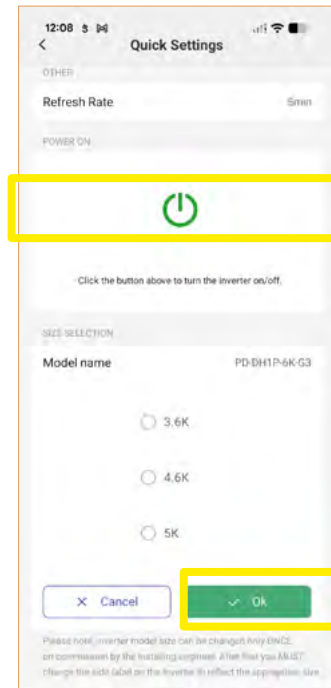 12:08
Quick Settings
OTHER
Refresh Rate 5min
POWER ON
Click the button above to turn the inverter on/off.
SIZE SELECTION
Model name PD-DH1P-6K-G3
3.6K
4.6K
5K
Cancel Ok
Please note, inverter model size can be changed only ONCE
on commission by the installing engineer. After that you MUST
change the side label on the inverter to reflect the appropriate size